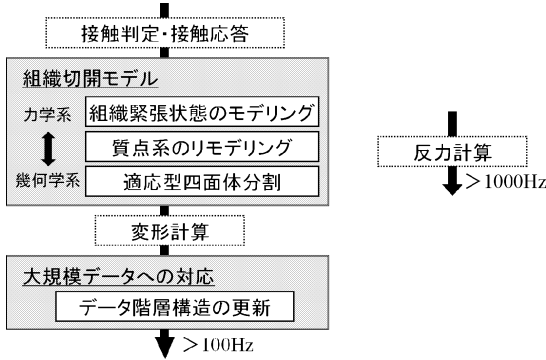 接触判定・接触応答
組織切開モデル
力学系
組織緊張状態のモデリング
質点系のリモデリング
幾何学系
適応型四面体分割
変形計算
大規模データへの対応
データ階層構造の更新
>100Hz
反力計算
>1000Hz